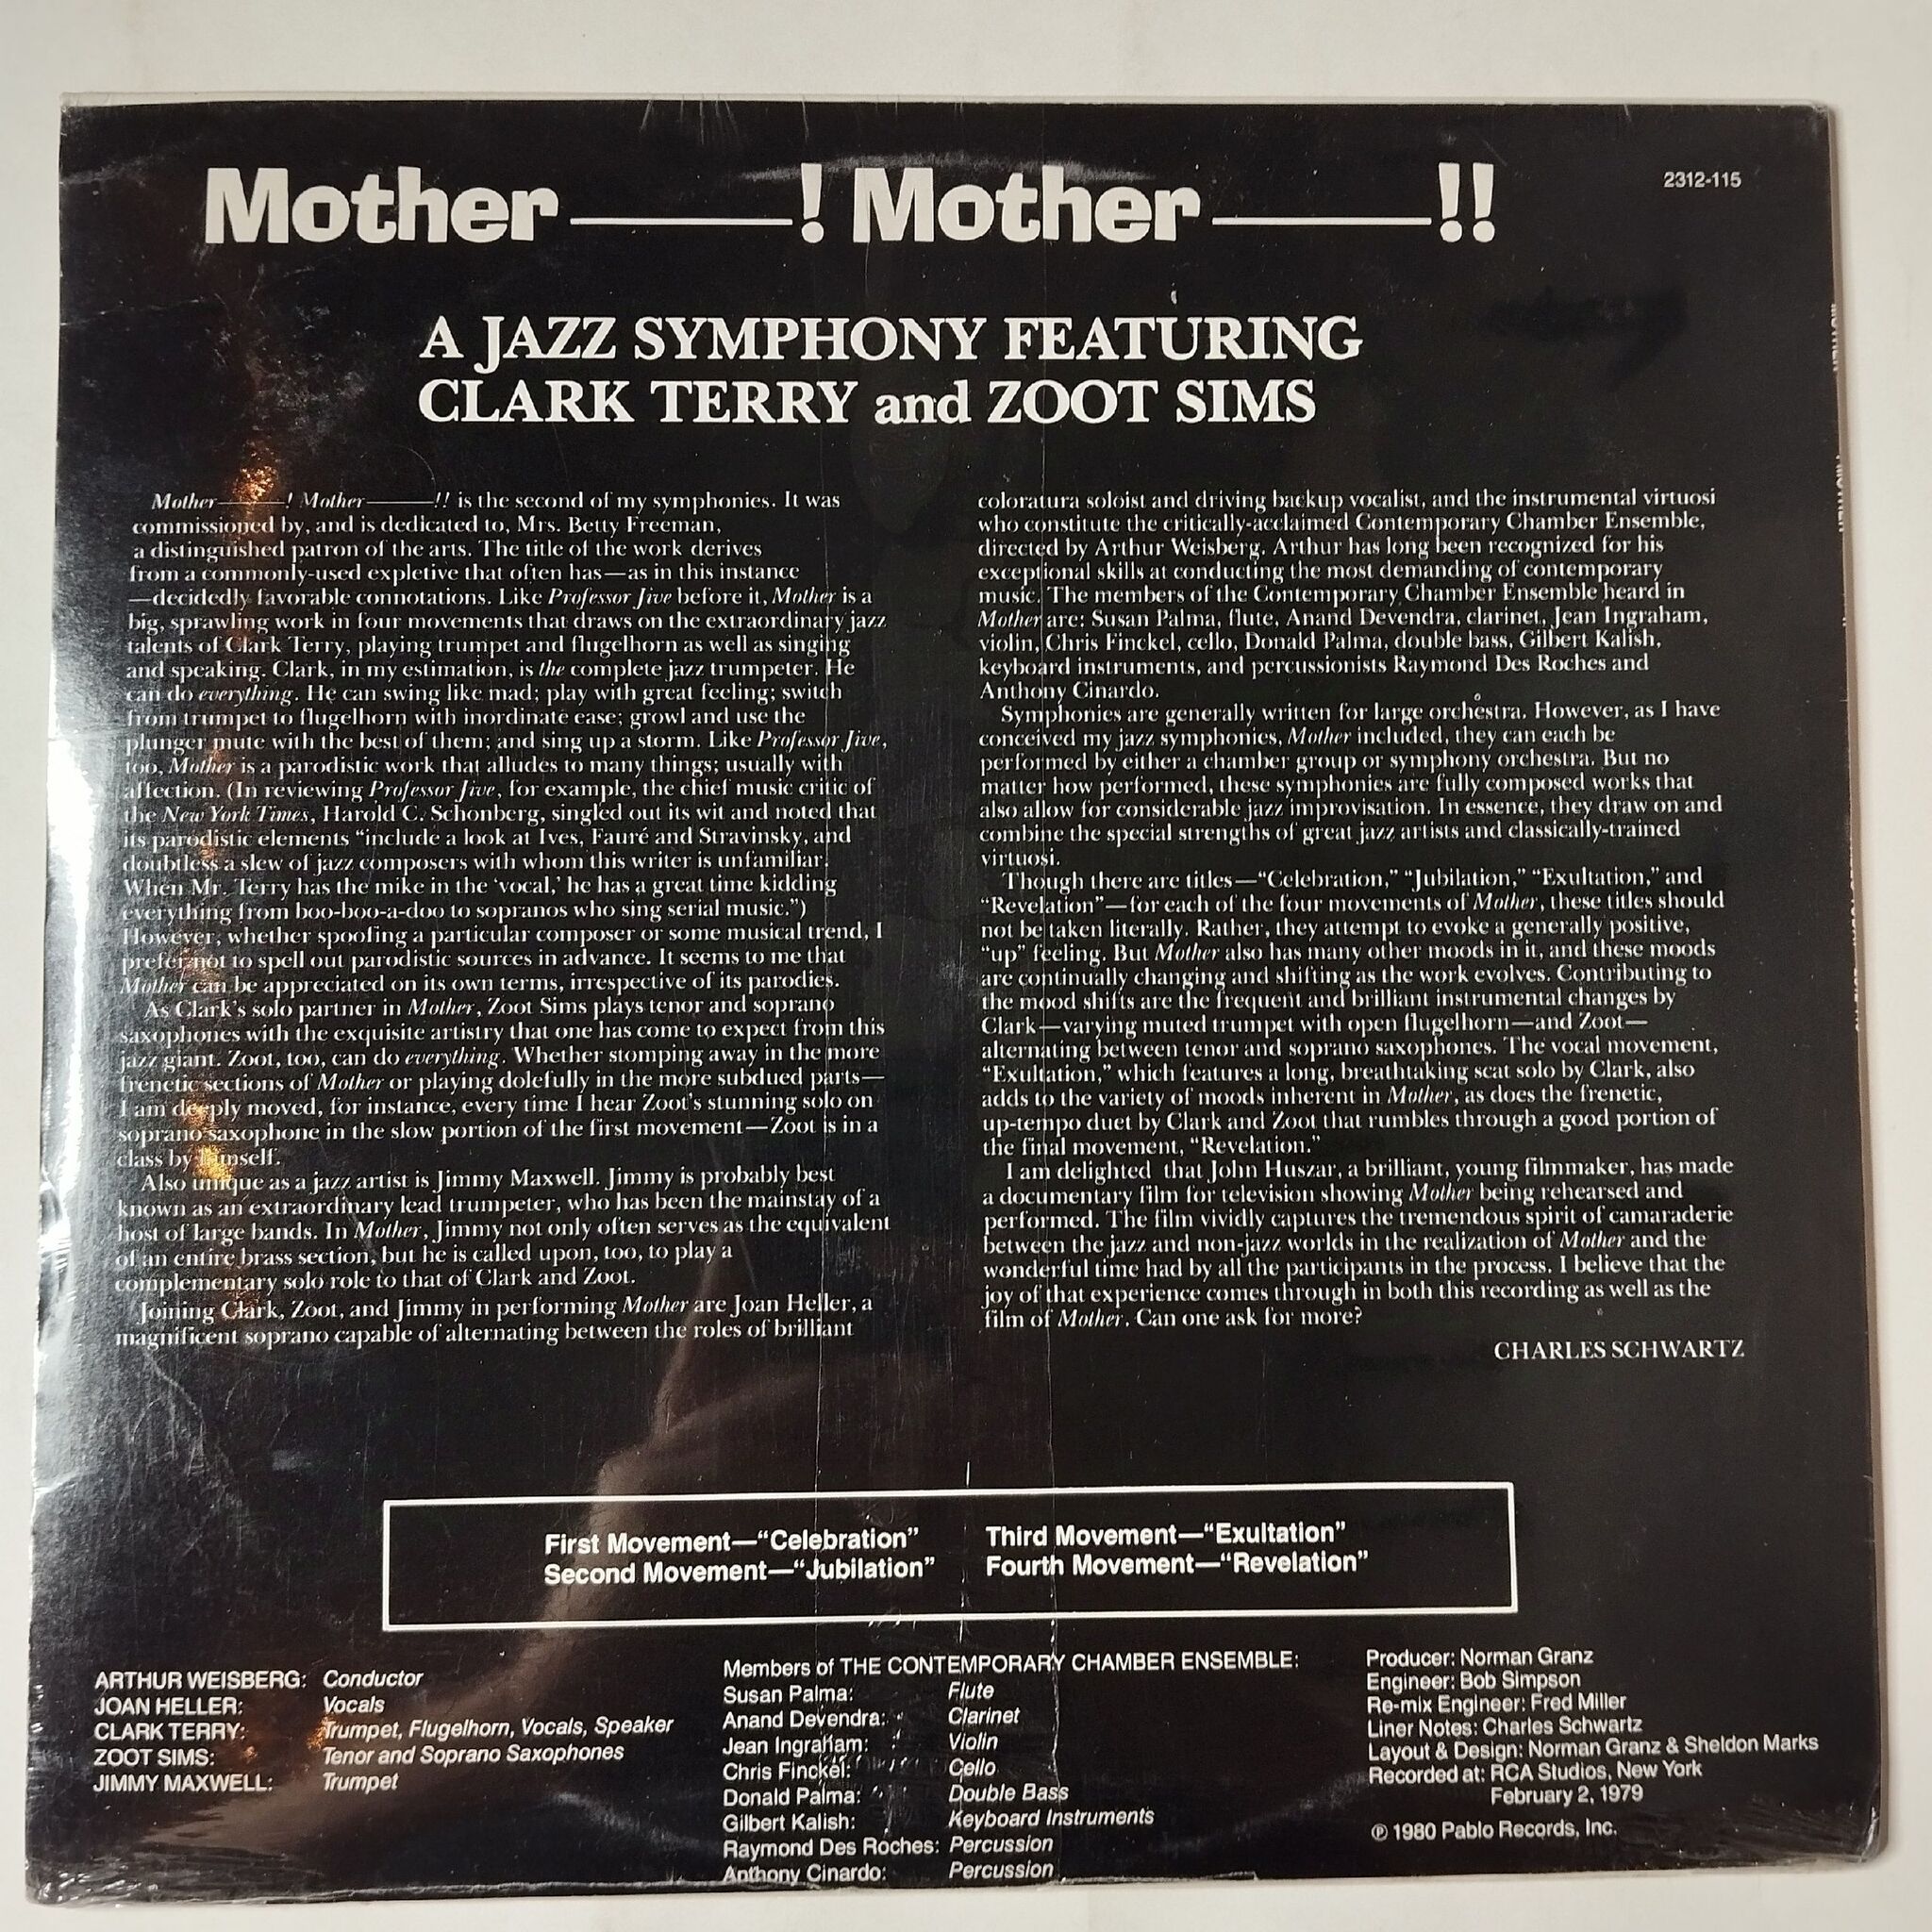 Mother———! Mother———!!
2312-115
A JAZZ SYMPHONY FEATURING
CLARK TERRY and ZOOT SIMS
Mother———! Mother———!! is the second of my symphonies. It was
commissioned by, and is dedicated to, Mrs. Betty Freeman,
a distinguished patron of the arts. The title of the work derives
from a commonly-used expletive that often has—as in this instance
—decidedly favorable connotations. Like Professor Jive before it, Mother is a
big, sprawling work in four movements that draws on the extraordinary jazz
talents of Clark Terry, playing trumpet and flugelhorn as well as singing
and speaking. Clark, in my estimation, is the complete jazz trumpeter. He
can do everything. He can swing like mad; play with great feeling; switch
from trumpet to flugelhorn with inordinate ease; growl and use the
plunger mute with the best of them; and sing up a storm. Like Professor Jive,
too, Mother is a parodistic work that alludes to many things; usually with
affection. (In reviewing Professor Jive, for example, the chief music critic of
the New York Times, Harold C. Schonberg, singled out its wit and noted that
its parodistic elements “include a look at Ives, Fauré and Stravinsky, and
doubtless a slew of jazz composers with whom this writer is unfamiliar.
When Mr. Terry has the mike in the ‘vocal,’ he has a great time kidding
everything from boo-boo-a-doo to sopranos who sing serial music.”)
However, whether spoofing a particular composer or some musical trend, I
prefer not to spell out parodistic sources in advance. It seems to me that
Mother can be appreciated on its own terms, irrespective of its parodies.
As Clark’s solo partner in Mother, Zoot Sims plays tenor and soprano
saxophones with the exquisite artistry that one has come to expect from this
jazz giant. Zoot, too, can do everything. Whether stomping away in the more
frenetic sections of Mother or playing dolefully in the more subdued parts—
I am deeply moved, for instance, every time I hear Zoot’s stunning solo on
soprano saxophone in the slow portion of the first movement—Zoot is in a
class by himself.
Also unique as a jazz artist is Jimmy Maxwell. Jimmy is probably best
known as an extraordinary lead trumpeter, who has been the mainstay of a
host of large bands. In Mother, Jimmy not only often serves as the equivalent
of an entire brass section, but he is called upon, too, to play a
complementary solo role to that of Clark and Zoot.
Joining Clark, Zoot, and Jimmy in performing Mother are Joan Heller, a
magnificent soprano capable of alternating between the roles of brilliant
coloratura soloist and driving backup vocalist, and the instrumental virtuosi
who constitute the critically-acclaimed Contemporary Chamber Ensemble,
directed by Arthur Weisberg. Arthur has long been recognized for his
exceptional skills at conducting the most demanding of contemporary
music. The members of the Contemporary Chamber Ensemble heard in
Mother are: Susan Palma, flute, Anand Devendra, clarinet, Jean Ingraham,
violin, Chris Finckel, cello, Donald Palma, double bass, Gilbert Kalish,
keyboard instruments, and percussionists Raymond Des Roches and
Anthony Cinardo.
Symphonies are generally written for large orchestra. However, as I have
conceived my jazz symphonies, Mother included, they can each be
performed by either a chamber group or symphony orchestra. But no
matter how performed, these symphonies are fully composed works that
also allow for considerable jazz improvisation. In essence, they draw on and
combine the special strengths of great jazz artists and classically-trained
virtuosi.
Though there are titles—“Celebration,” “Jubilation,” “Exultation,” and
“Revelation”—for each of the four movements of Mother, these titles should
not be taken literally. Rather, they attempt to evoke a generally positive,
“up” feeling. But Mother also has many other moods in it, and these moods
are continually changing and shifting as the work evolves. Contributing to
the mood shifts are the frequent and brilliant instrumental changes by
Clark—varying muted trumpet with open flugelhorn—and Zoot—
alternating between tenor and soprano saxophones. The vocal movement,
“Exultation,” which features a long, breathtaking scat solo by Clark, also
adds to the variety of moods inherent in Mother, as does the frenetic,
up-tempo duet by Clark and Zoot that rumbles through a good portion of
the final movement, “Revelation.”
I am delighted that John Huszar, a brilliant, young filmmaker, has made
a documentary film for television showing Mother being rehearsed and
performed. The film vividly captures the tremendous spirit of camaraderie
between the jazz and non-jazz worlds in the realization of Mother and the
wonderful time had by all the participants in the process. I believe that the
joy of that experience comes through in both this recording as well as the
film of Mother. Can one ask for more?
CHARLES SCHWARTZ
First Movement—“Celebration”
Second Movement—“Jubilation”
Third Movement—“Exultation”
Fourth Movement—“Revelation”
ARTHUR WEISBERG: Conductor
JOAN HELLER: Vocals
CLARK TERRY: Trumpet, Flugelhorn, Vocals, Speaker
ZOOT SIMS: Tenor and Soprano Saxophones
JIMMY MAXWELL: Trumpet
Members of THE CONTEMPORARY CHAMBER ENSEMBLE:
Susan Palma: Flute
Anand Devendra: Clarinet
Jean Ingraham: Violin
Chris Finckel: Cello
Donald Palma: Double Bass
Gilbert Kalish: Keyboard Instruments
Raymond Des Roches: Percussion
Anthony Cinardo: Percussion
Producer: Norman Granz
Engineer: Bob Simpson
Re-mix Engineer: Fred Miller
Liner Notes: Charles Schwartz
Layout & Design: Norman Granz & Sheldon Marks
Recorded at: RCA Studios, New York
February 2, 1979
℗ 1980 Pablo Records, Inc.